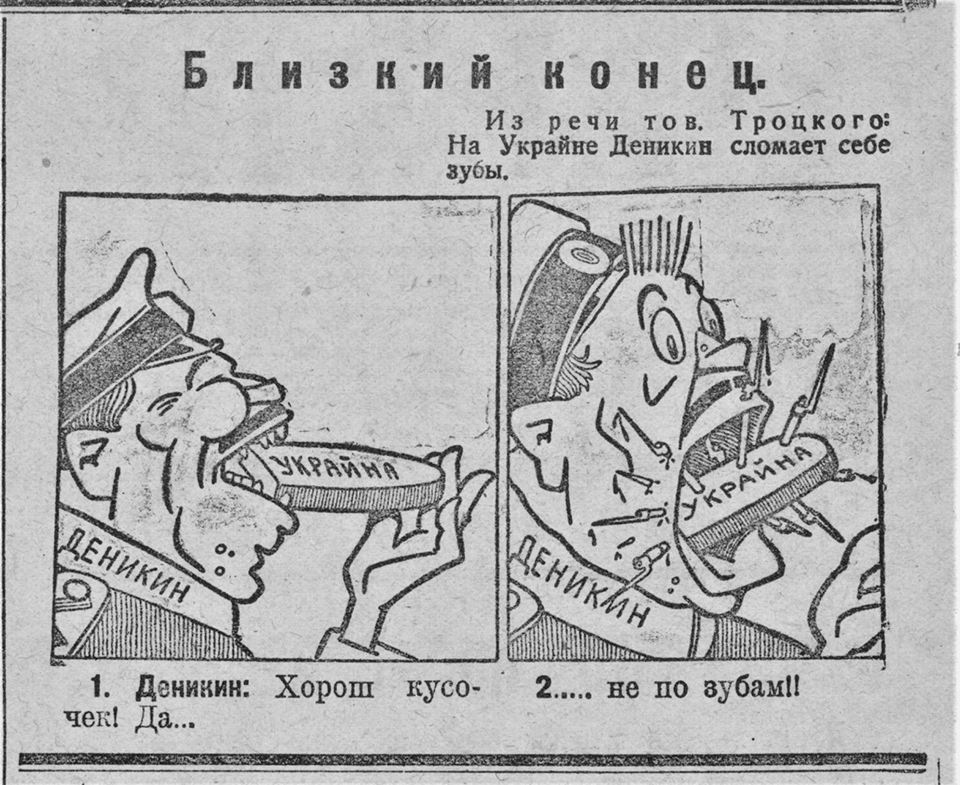 Близкий конец.
Из речи тов. Троцкого:
На Украйне Деникин сломает себе
зубы.
УКРАЙНА
ДЕНИКИН
УКРАЙНА
ДЕНИКИН
1. Деникин: Хорош кусо-
чек! Да...
2..... не по зубам!!